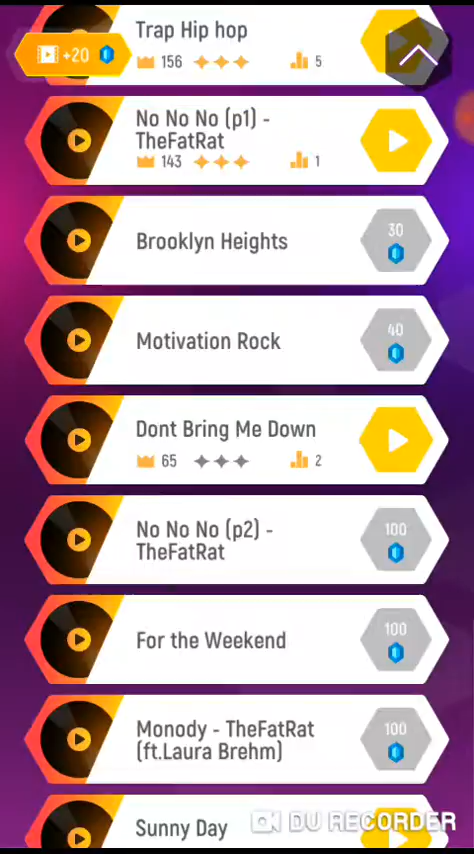 Trap Hip hop
+20
156
5
No No No (p1) -
TheFatRat
143
1
Brooklyn Heights
30
Motivation Rock
40
Dont Bring Me Down
65
2
No No No (p2) -
TheFatRat
100
For the Weekend
100
Monody - TheFatRat
(ft.Laura Brehm)
100
Sunny Day
DU RECORDER